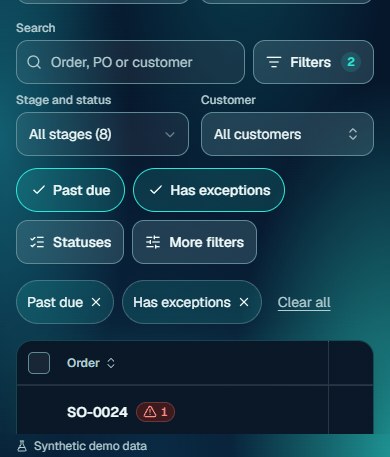 Search
Order, PO or customer
Filters 2
Stage and status
Customer
All stages (8)
All customers
Past due
Has exceptions
Statuses
More filters
Past due
Has exceptions
Clear all
Order
SO-0024 1
Synthetic demo data